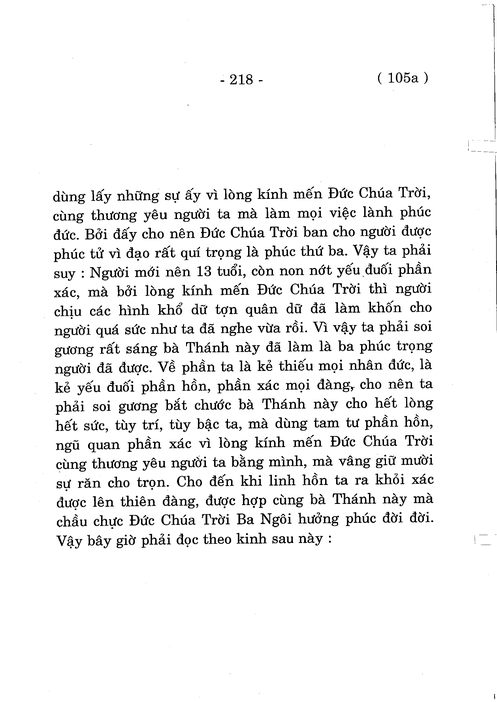 - 218 -
( 105a )
dùng lấy những sự ấy vì lòng kính mến Đức Chúa Trời,
cùng thương yêu người ta mà làm mọi việc lành phúc
đức. Bởi đấy cho nên Đức Chúa Trời ban cho người được
phúc tử vì đạo rất quí trọng là phúc thứ ba. Vậy ta phải
suy : Người mới nên 13 tuổi, còn non nớt yếu đuối phần
xác, mà bởi lòng kính mến Đức Chúa Trời thì người
chịu các hình khổ dữ tợn quân dữ đã làm khốn cho
người quá sức như ta đã nghe vừa rồi. Vì vậy ta phải soi
gương rất sáng bà Thánh này đã làm là ba phúc trọng
người đã được. Về phần ta là kẻ thiếu mọi nhân đức, là
kẻ yếu đuối phần hồn, phần xác mọi đàng, cho nên ta
phải soi gương bắt chước bà Thánh này cho hết lòng
hết sức, tùy trí, tùy bậc ta, mà dùng tam tư phần hồn,
ngũ quan phần xác vì lòng kính mến Đức Chúa Trời
cùng thương yêu người ta bằng mình, mà vâng giữ mười
sự răn cho trọn. Cho đến khi linh hồn ta ra khỏi xác
được lên thiên đàng, được hợp cùng bà Thánh này mà
chầu chực Đức Chúa Trời Ba Ngôi hưởng phúc đời đời.
Vậy bây giờ phải đọc theo kinh sau này :